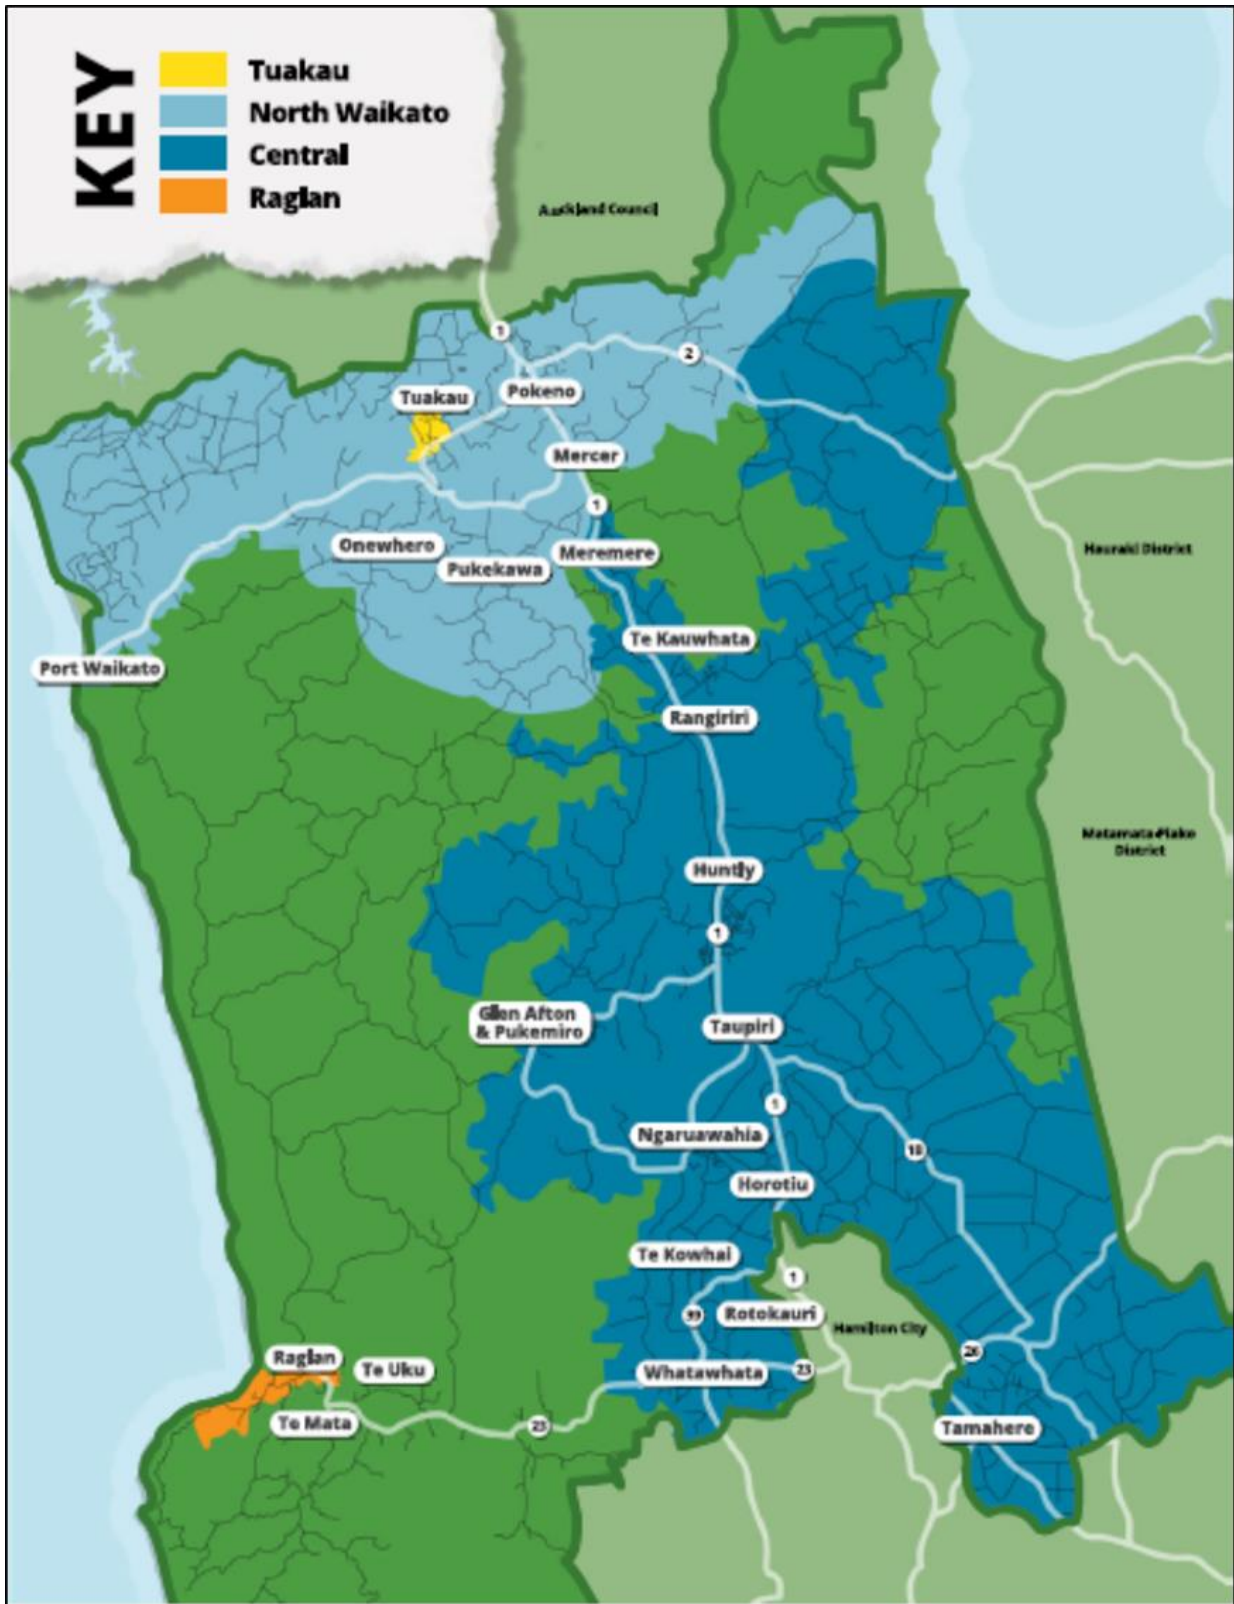 KEY
Tuakau
North Waikato
Central
Raglan
Auckland Council
1
2
Tuakau
Pokeno
Mercer
1
Onewhero
Pukekawa
Meremere
Hauraki District
Te Kauwhata
Port Waikato
Rangiriri
Matamata-Piako
District
Huntly
1
Glen Afton
& Pukemiro
Taupiri
1
Ngaruawahia
1B
Horotiu
Te Kowhai
1
39
Rotokauri
Hamilton City
26
Raglan
Te Uku
Whatawhata
23
Te Mata
23
Tamahere